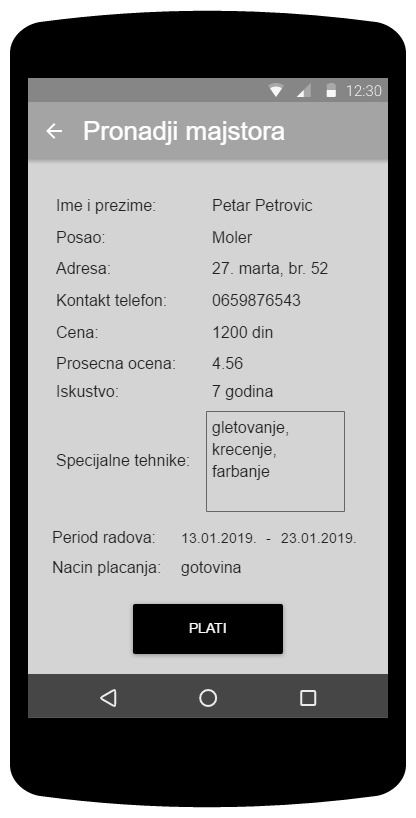 12:30
Pronadji majstora
Ime i prezime: Petar Petrovic
Posao: Moler
Adresa: 27. marta, br. 52
Kontakt telefon: 0659876543
Cena: 1200 din
Prosecna ocena: 4.56
Iskustvo: 7 godina
gletovanje,
krecenje,
Specijalne tehnike: farbanje
Period radova: 13.01.2019. - 23.01.2019.
Nacin placanja: gotovina
PLATI